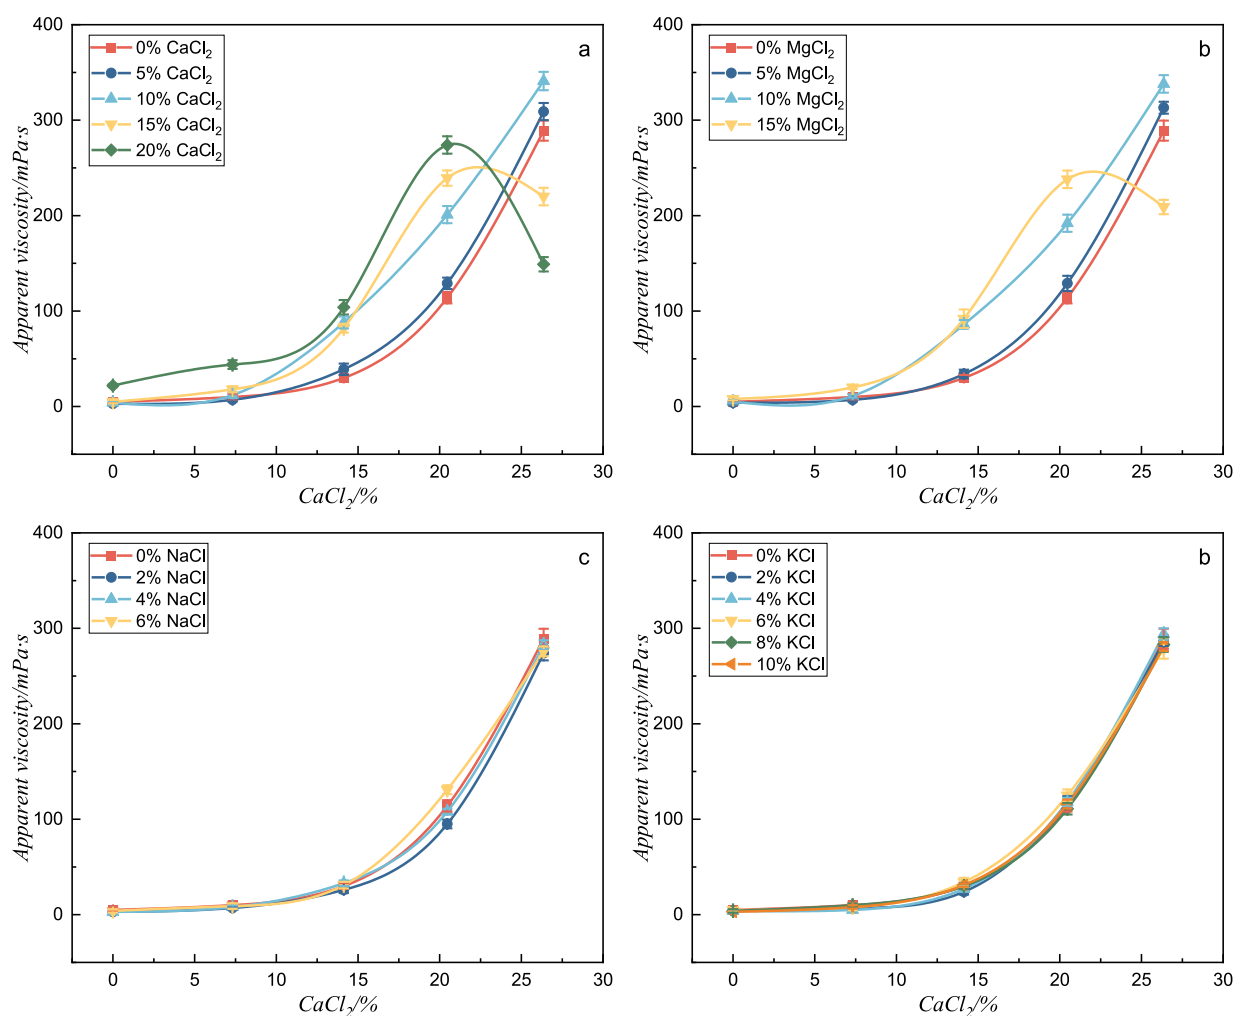 a
0% CaCl₂
5% CaCl₂
10% CaCl₂
15% CaCl₂
20% CaCl₂
400
300
200
100
0
Apparent viscosity/mPa·s
0 5 10 15 20 25 30
CaCl₂/%
b
0% MgCl₂
5% MgCl₂
10% MgCl₂
15% MgCl₂
400
300
200
100
0
Apparent viscosity/mPa·s
0 5 10 15 20 25 30
CaCl₂/%
c
0% NaCl
2% NaCl
4% NaCl
6% NaCl
400
300
200
100
0
Apparent viscosity/mPa·s
0 5 10 15 20 25 30
CaCl₂/%
b
0% KCl
2% KCl
4% KCl
6% KCl
8% KCl
10% KCl
400
300
200
100
0
Apparent viscosity/mPa·s
0 5 10 15 20 25 30
CaCl₂/%